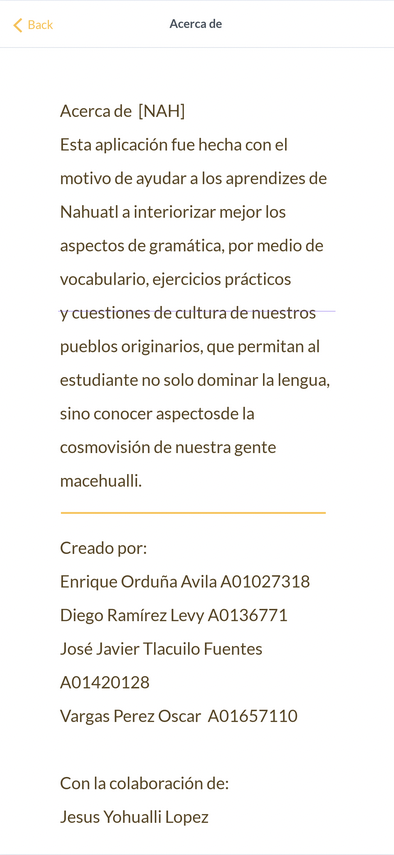 Back
Acerca de
Acerca de [NAH]
Esta aplicación fue hecha con el
motivo de ayudar a los aprendizes de
Nahuatl a interiorizar mejor los
aspectos de gramática, por medio de
vocabulario, ejercicios prácticos
y cuestiones de cultura de nuestros
pueblos originarios, que permitan al
estudiante no solo dominar la lengua,
sino conocer aspectosde la
cosmovisión de nuestra gente
macehualli.
Creado por:
Enrique Orduña Avila A01027318
Diego Ramírez Levy A0136771
José Javier Tlacuilo Fuentes
A01420128
Vargas Perez Oscar A01657110
Con la colaboración de:
Jesus Yohualli Lopez